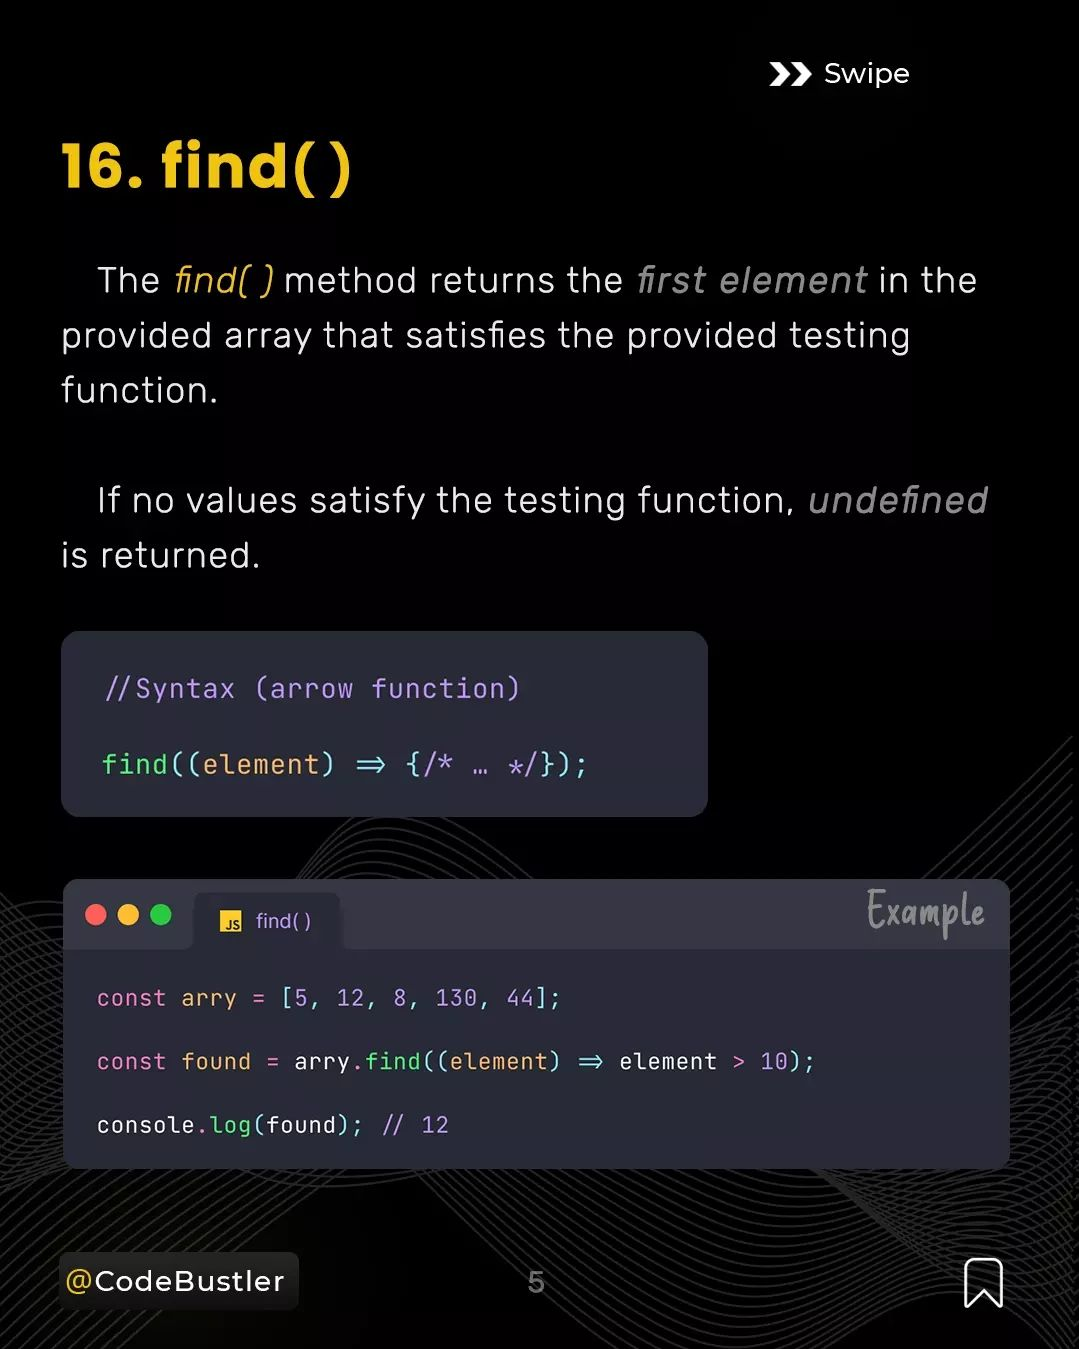 Swipe
16. find( )
The find( ) method returns the first element in the
provided array that satisfies the provided testing
function.
If no values satisfy the testing function, undefined
is returned.
//Syntax (arrow function)
find((element) => {/* … */});
JS find( )
Example
const arry = [5, 12, 8, 130, 44];
const found = arry.find((element) => element > 10);
console.log(found); // 12
@CodeBustler
5